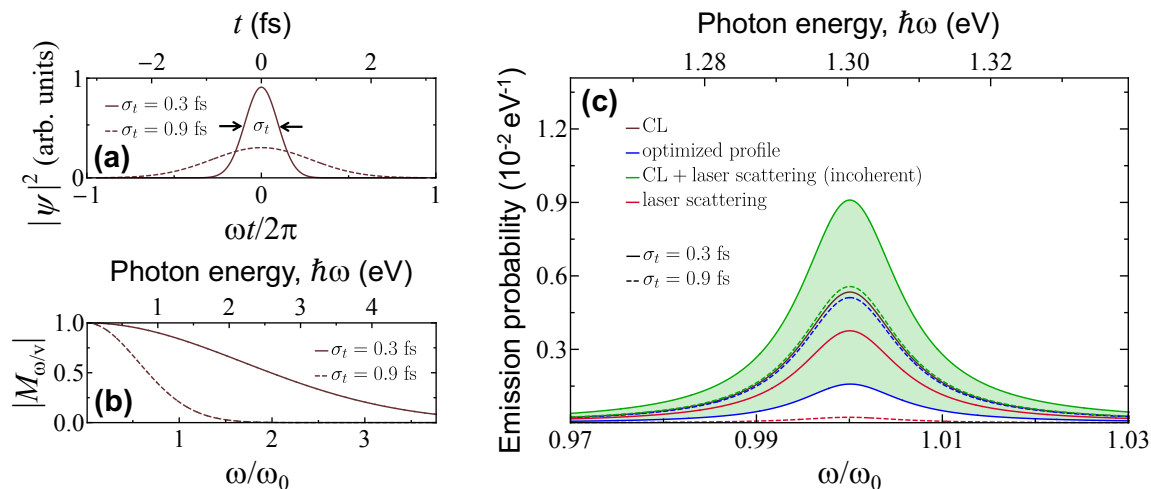 t (fs)
−2 0 2
|ψ|² (arb. units)
1
0
σₜ = 0.3 fs
σₜ = 0.9 fs
σₜ
(a)
−1 0 1
ωt/2π
Photon energy, ℏω (eV)
1 2 3 4
|M_{ω/v}|
1.0
0.5
0.0
σₜ = 0.3 fs
σₜ = 0.9 fs
(b)
1 2 3
ω/ω₀
Photon energy, ℏω (eV)
1.28 1.30 1.32
Emission probability (10⁻² eV⁻¹)
1.2
0.9
0.6
0.3
(c)
CL
optimized profile
CL + laser scattering (incoherent)
laser scattering
σₜ = 0.3 fs
σₜ = 0.9 fs
0.97 0.99 1.01 1.03
ω/ω₀